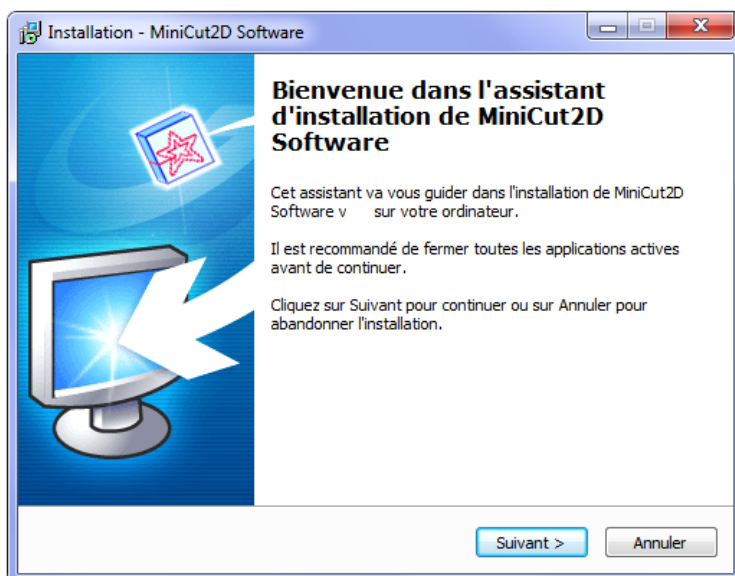 Installation - MiniCut2D Software
Bienvenue dans l'assistant
d'installation de MiniCut2D
Software
Cet assistant va vous guider dans l'installation de MiniCut2D
Software v sur votre ordinateur.
Il est recommandé de fermer toutes les applications actives
avant de continuer.
Cliquez sur Suivant pour continuer ou sur Annuler pour
abandonner l'installation.
Suivant > Annuler